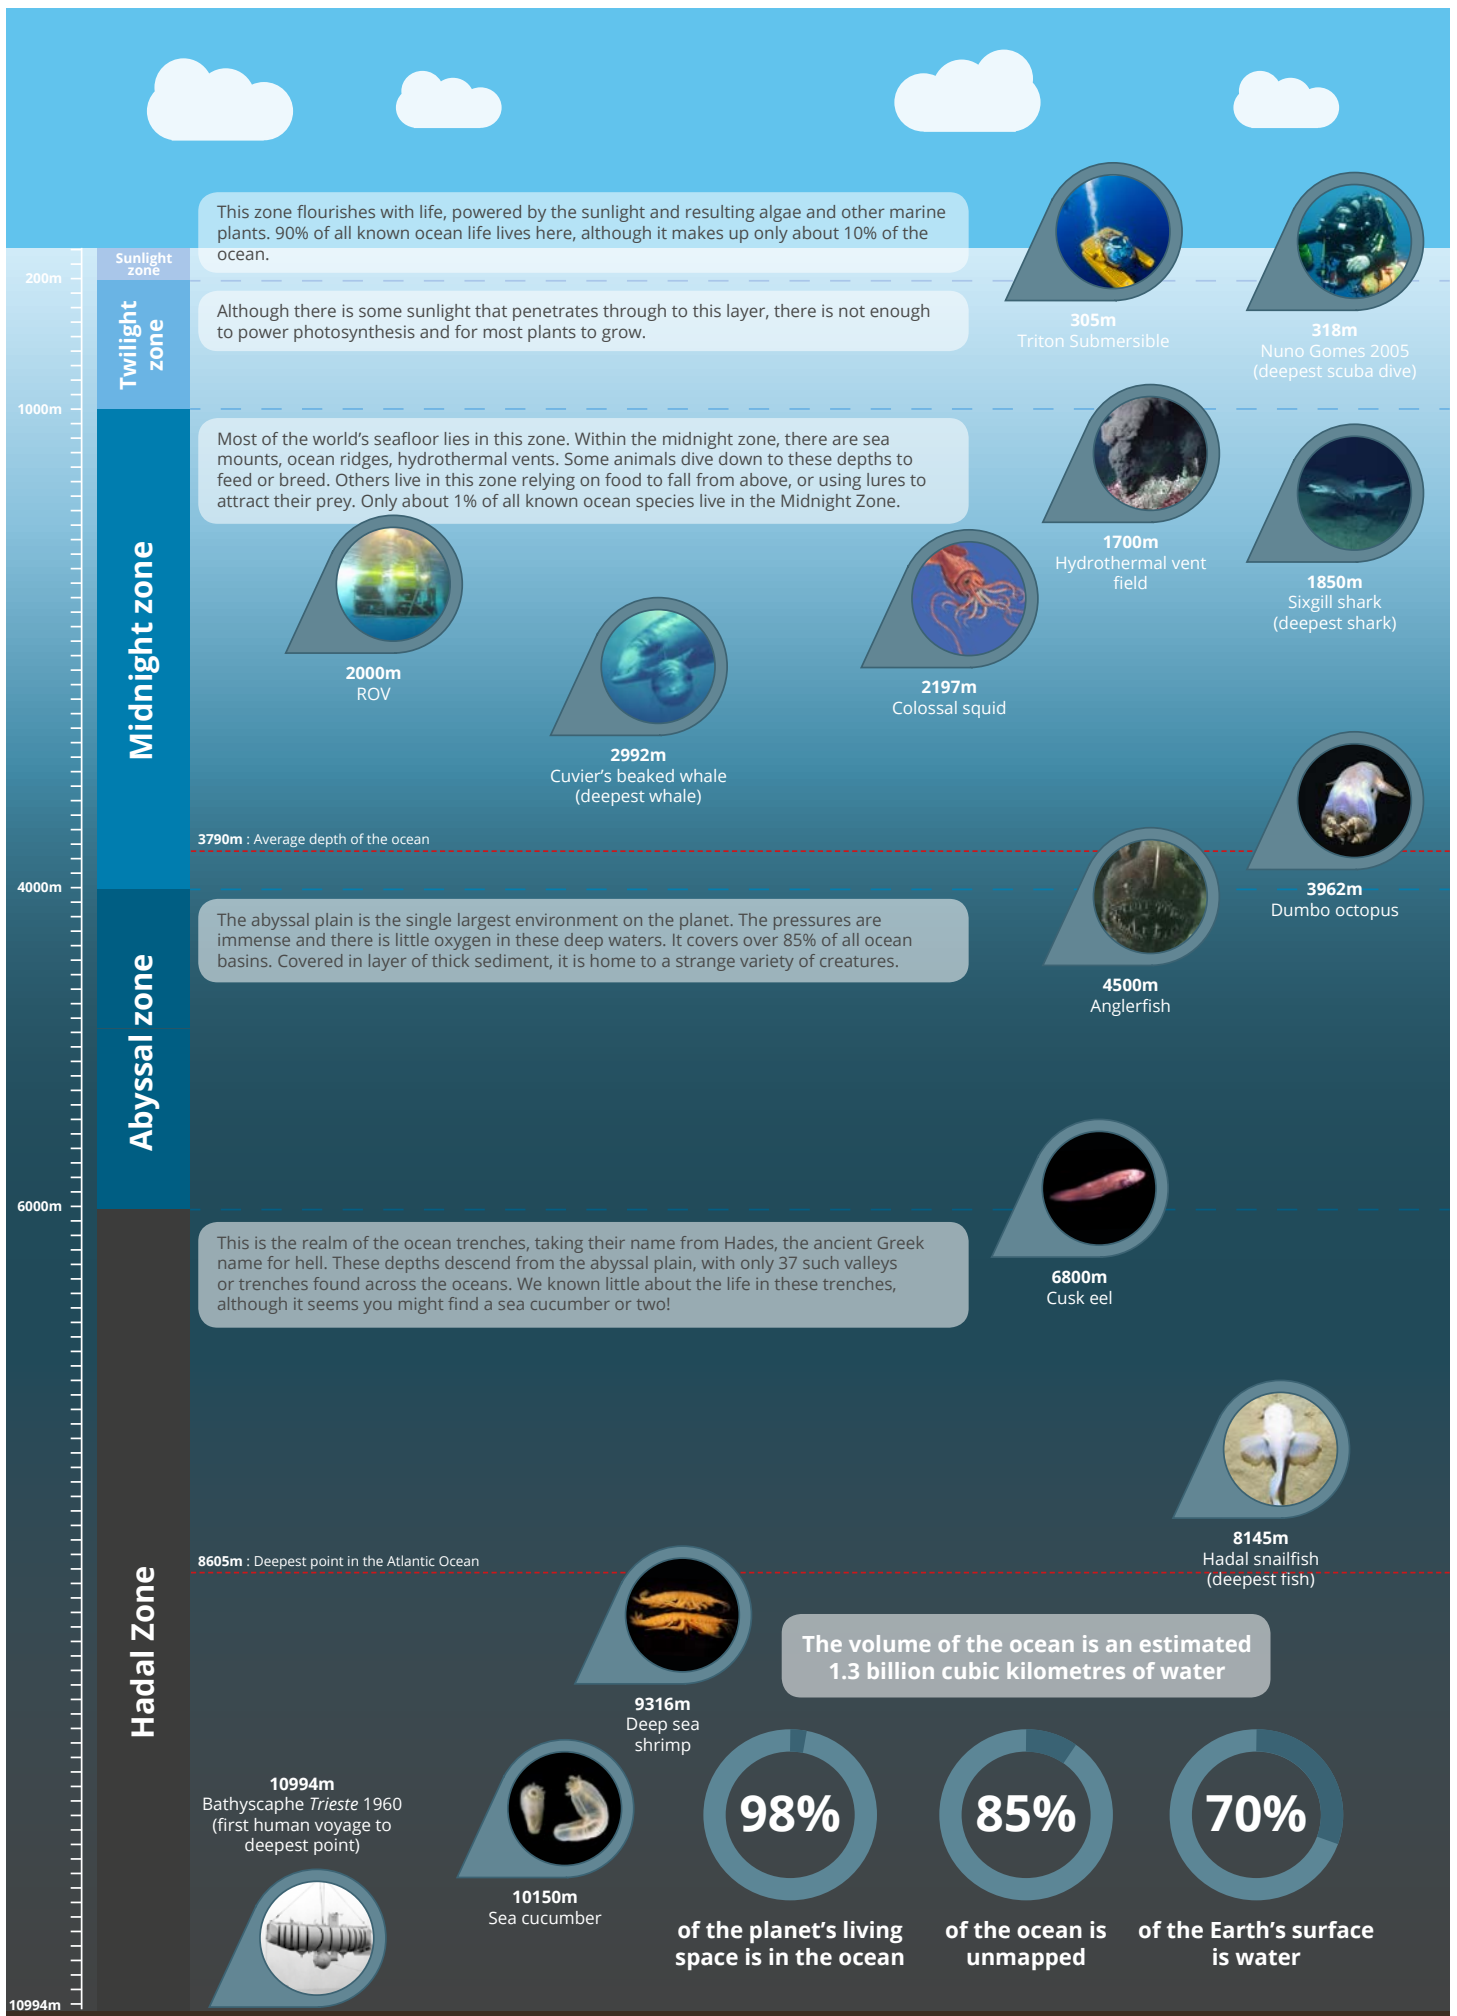 This zone flourishes with life, powered by the sunlight and resulting algae and other marine
plants. 90% of all known ocean life lives here, although it makes up only about 10% of the
ocean.
Sunlight
zone
200m
Although there is some sunlight that penetrates through to this layer, there is not enough
to power photosynthesis and for most plants to grow.
Twilight
zone
305m
Triton Submersible
318m
Nuno Gomes 2005
(deepest scuba dive)
1000m
Most of the world's seafloor lies in this zone. Within the midnight zone, there are sea
mounts, ocean ridges, hydrothermal vents. Some animals dive down to these depths to
feed or breed. Others live in this zone relying on food to fall from above, or using lures to
attract their prey. Only about 1% of all known ocean species live in the Midnight Zone.
Midnight zone
1700m
Hydrothermal vent
field
1850m
Sixgill shark
(deepest shark)
2000m
ROV
2197m
Colossal squid
2992m
Cuvier's beaked whale
(deepest whale)
3790m : Average depth of the ocean
4000m
3962m
Dumbo octopus
The abyssal plain is the single largest environment on the planet. The pressures are
immense and there is little oxygen in these deep waters. It covers over 85% of all ocean
basins. Covered in layer of thick sediment, it is home to a strange variety of creatures.
Abyssal zone
4500m
Anglerfish
6000m
This is the realm of the ocean trenches, taking their name from Hades, the ancient Greek
name for hell. These depths descend from the abyssal plain, with only 37 such valleys
or trenches found across the oceans. We known little about the life in these trenches,
although it seems you might find a sea cucumber or two!
6800m
Cusk eel
8145m
Hadal snailfish
(deepest fish)
8605m : Deepest point in the Atlantic Ocean
Hadal Zone
The volume of the ocean is an estimated
1.3 billion cubic kilometres of water
9316m
Deep sea
shrimp
10994m
Bathyscaphe Trieste 1960
(first human voyage to
deepest point)
10150m
Sea cucumber
98%
of the planet's living
space is in the ocean
85%
of the ocean is
unmapped
70%
of the Earth's surface
is water
10994m